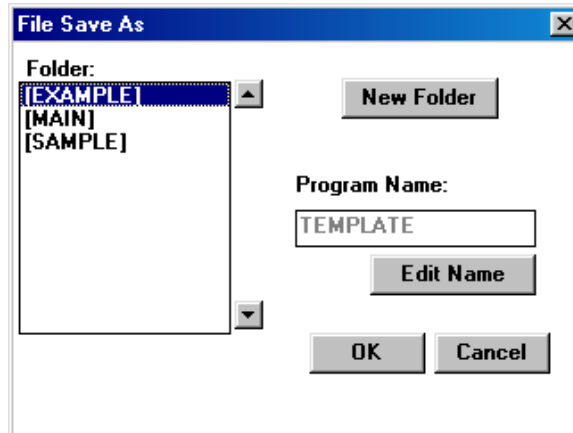 File Save As
Folder:
[EXAMPLE]
[MAIN]
[SAMPLE]
New Folder
Program Name:
TEMPLATE
Edit Name
OK
Cancel